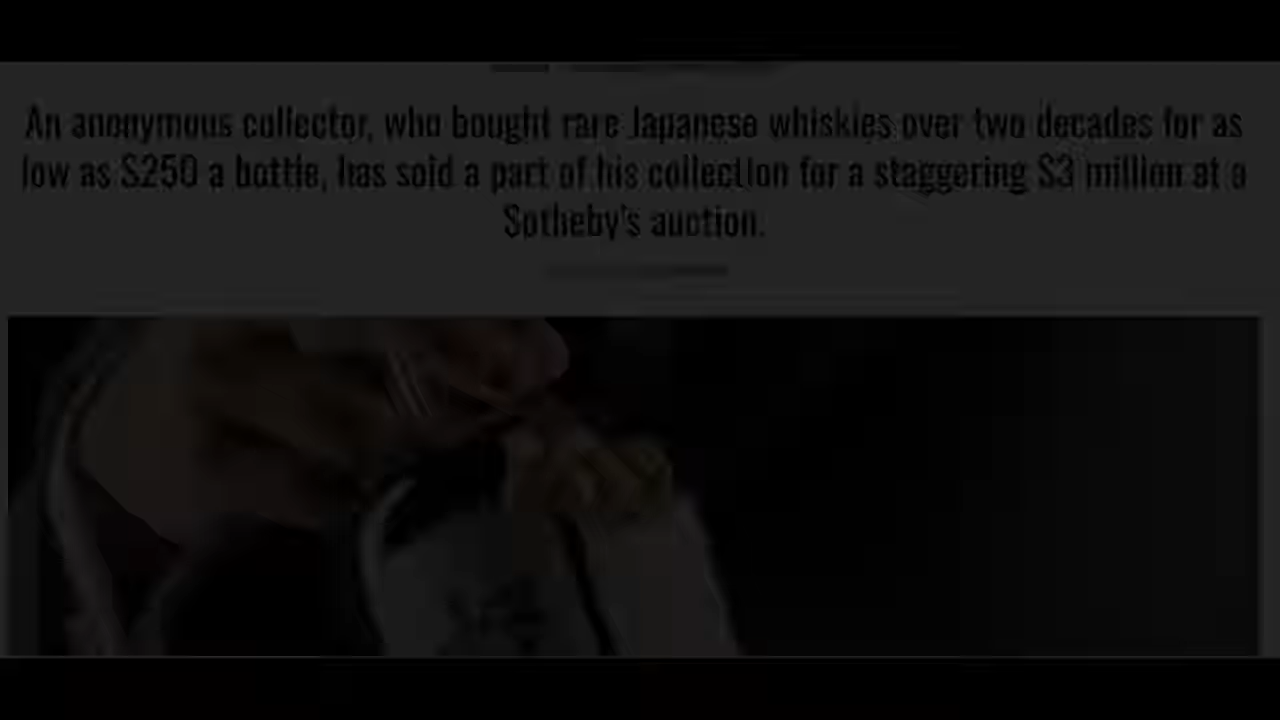 An anonymous collector, who bought rare Japanese whiskies over two decades for as
low as $250 a bottle, has sold a part of his collection for a staggering $3 million at a
Sotheby's auction.